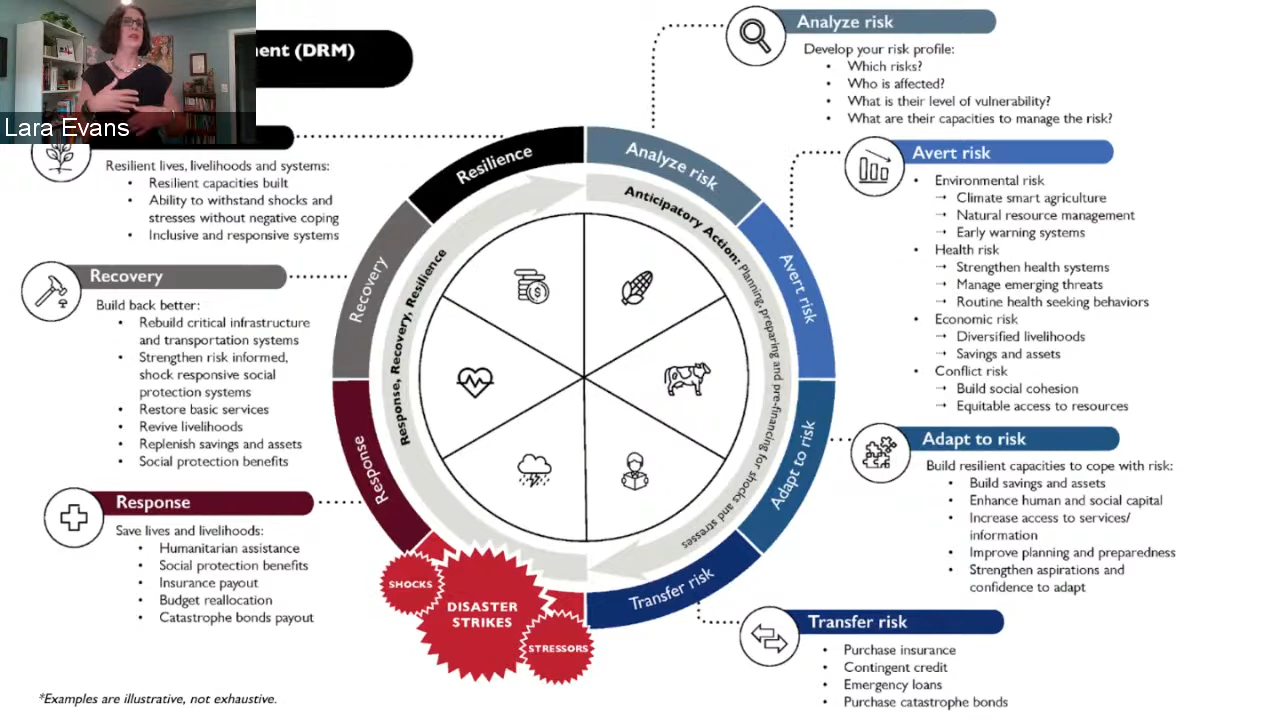 ent (DRM)
Lara Evans
Resilient lives, livelihoods and systems:
• Resilient capacities built
• Ability to withstand shocks and
stresses without negative coping
• Inclusive and responsive systems
Recovery
Build back better:
• Rebuild critical infrastructure
and transportation systems
• Strengthen risk informed,
shock responsive social
protection systems
• Restore basic services
• Revive livelihoods
• Replenish savings and assets
• Social protection benefits
Response
Save lives and livelihoods:
• Humanitarian assistance
• Social protection benefits
• Insurance payout
• Budget reallocation
• Catastrophe bonds payout
*Examples are illustrative, not exhaustive.
Resilience
Analyze risk
Avert risk
Adapt to risk
Transfer risk
Response
Recovery
Response, Recovery, Resilience
Anticipatory Action: Planning, preparing and pre-financing for shocks and stresses
SHOCKS
DISASTER
STRIKES
STRESSORS
Analyze risk
Develop your risk profile:
• Which risks?
• Who is affected?
• What is their level of vulnerability?
• What are their capacities to manage the risk?
Avert risk
• Environmental risk
→ Climate smart agriculture
→ Natural resource management
→ Early warning systems
• Health risk
→ Strengthen health systems
→ Manage emerging threats
→ Routine health seeking behaviors
• Economic risk
→ Diversified livelihoods
→ Savings and assets
• Conflict risk
→ Build social cohesion
→ Equitable access to resources
Adapt to risk
Build resilient capacities to cope with risk:
• Build savings and assets
• Enhance human and social capital
• Increase access to services/
information
• Improve planning and preparedness
• Strengthen aspirations and
confidence to adapt
Transfer risk
• Purchase insurance
• Contingent credit
• Emergency loans
• Purchase catastrophe bonds